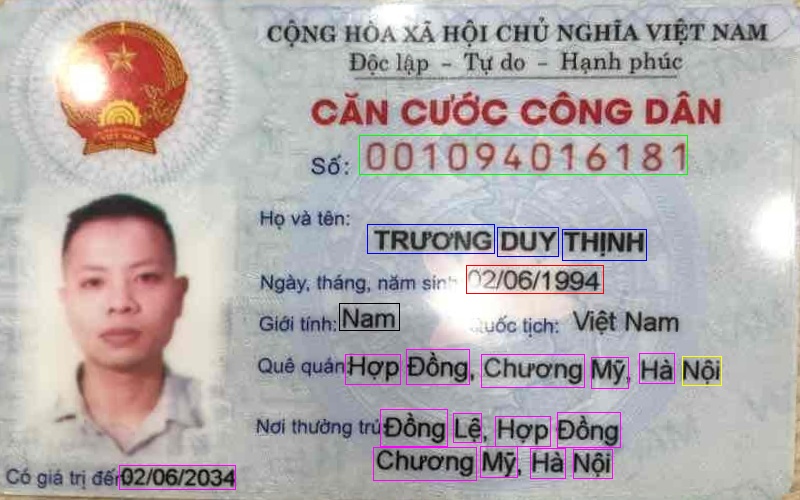 CỘNG HÒA XÃ HỘI CHỦ NGHĨA VIỆT NAM
Độc lập - Tự do - Hạnh phúc
CĂN CƯỚC CÔNG DÂN
Số: 001094016181
Họ và tên:
TRƯƠNG DUY THỊNH
Ngày, tháng, năm sinh 02/06/1994
Giới tính: Nam Quốc tịch: Việt Nam
Quê quán: Hợp Đồng, Chương Mỹ, Hà Nội
Nơi thường trú Đồng Lệ, Hợp Đồng
Chương Mỹ, Hà Nội
Có giá trị đến 02/06/2034
VIỆT NAM